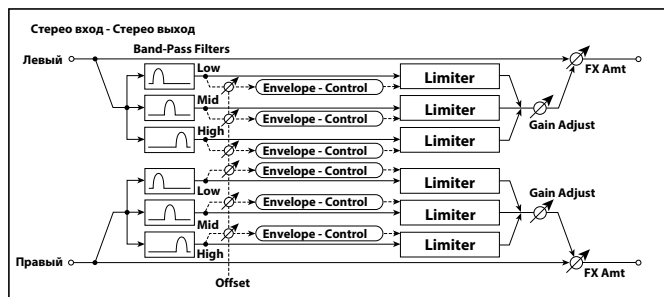 Стерео вход - Стерео выход
Band-Pass Filters
Левый
Low
Envelope - Control
Limiter
FX Amt
Mid
Envelope - Control
Limiter
High
Envelope - Control
Limiter
Gain Adjust
Envelope - Control
Limiter
Low
Envelope - Control
Limiter
Gain Adjust
Mid
Envelope - Control
Limiter
High
Правый
Offset
FX Amt